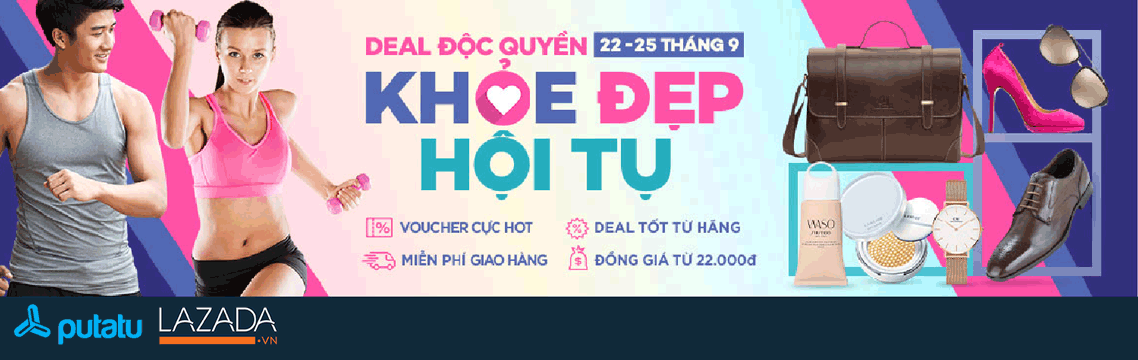 DEAL ĐỘC QUYỀN 22 - 25 THÁNG 9
KHỎE ĐẸP
HỘI TỤ
% VOUCHER CỰC HOT
% DEAL TỐT TỪ HÃNG
MIỄN PHÍ GIAO HÀNG
$ ĐỒNG GIÁ TỪ 22.000đ
WASO
SHISEIDO
putatu
LAZADA
.VN